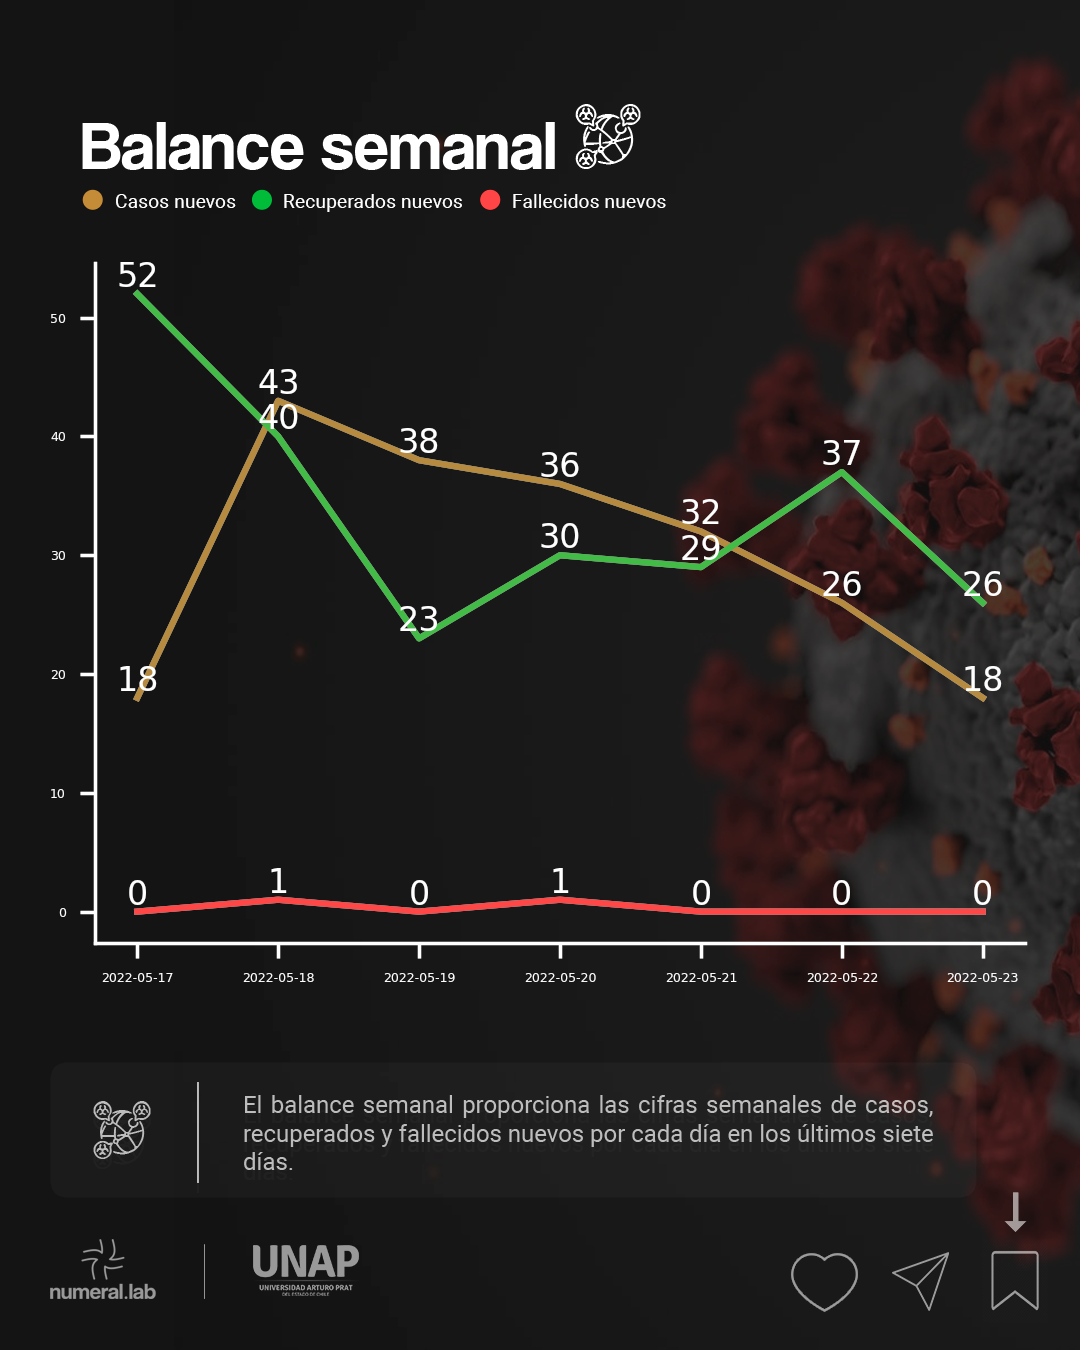 Balance semanal
Casos nuevos Recuperados nuevos Fallecidos nuevos
52
50
43
40
40
38
36
37
32
30
29
30
26
26
23
20
18
18
10
0
1
0
1
0
0
0
0
2022-05-17 2022-05-18 2022-05-19 2022-05-20 2022-05-21 2022-05-22 2022-05-23
El balance semanal proporciona las cifras semanales de casos,
recuperados y fallecidos nuevos por cada día en los últimos siete
días.
numeral.lab
UNAP
UNIVERSIDAD ARTURO PRAT
DEL ESTADO DE CHILE